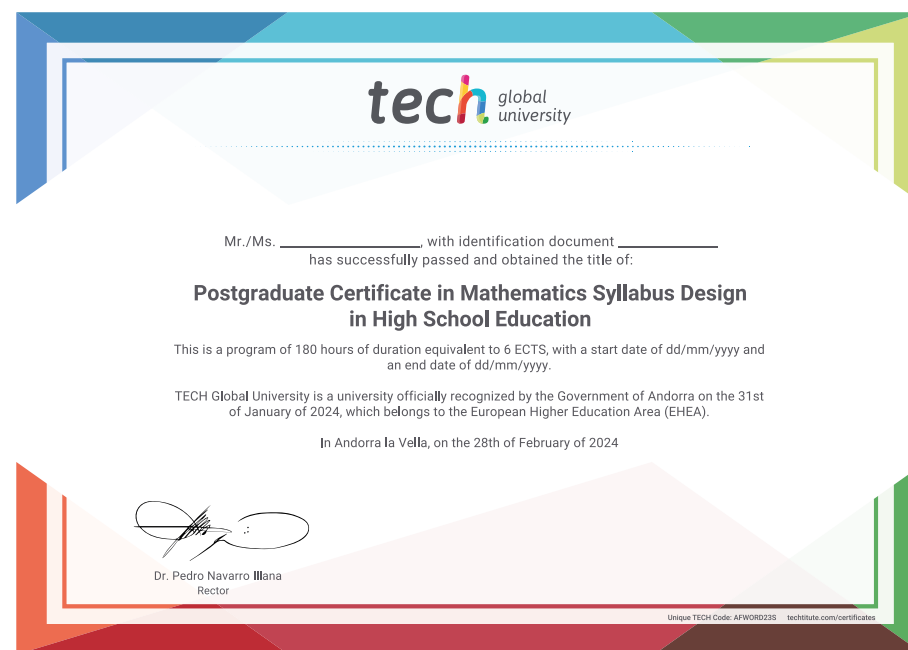 tech global university
Mr./Ms. ____________, with identification document ____________
has successfully passed and obtained the title of:
Postgraduate Certificate in Mathematics Syllabus Design
in High School Education
This is a program of 180 hours of duration equivalent to 6 ECTS, with a start date of dd/mm/yyyy and
an end date of dd/mm/yyyy.
TECH Global University is a university officially recognized by the Government of Andorra on the 31st
of January of 2024, which belongs to the European Higher Education Area (EHEA).
In Andorra la Vella, on the 28th of February of 2024
Dr. Pedro Navarro Illana
Rector
Unique TECH Code: AFWORD23S techtitute.com/certificates